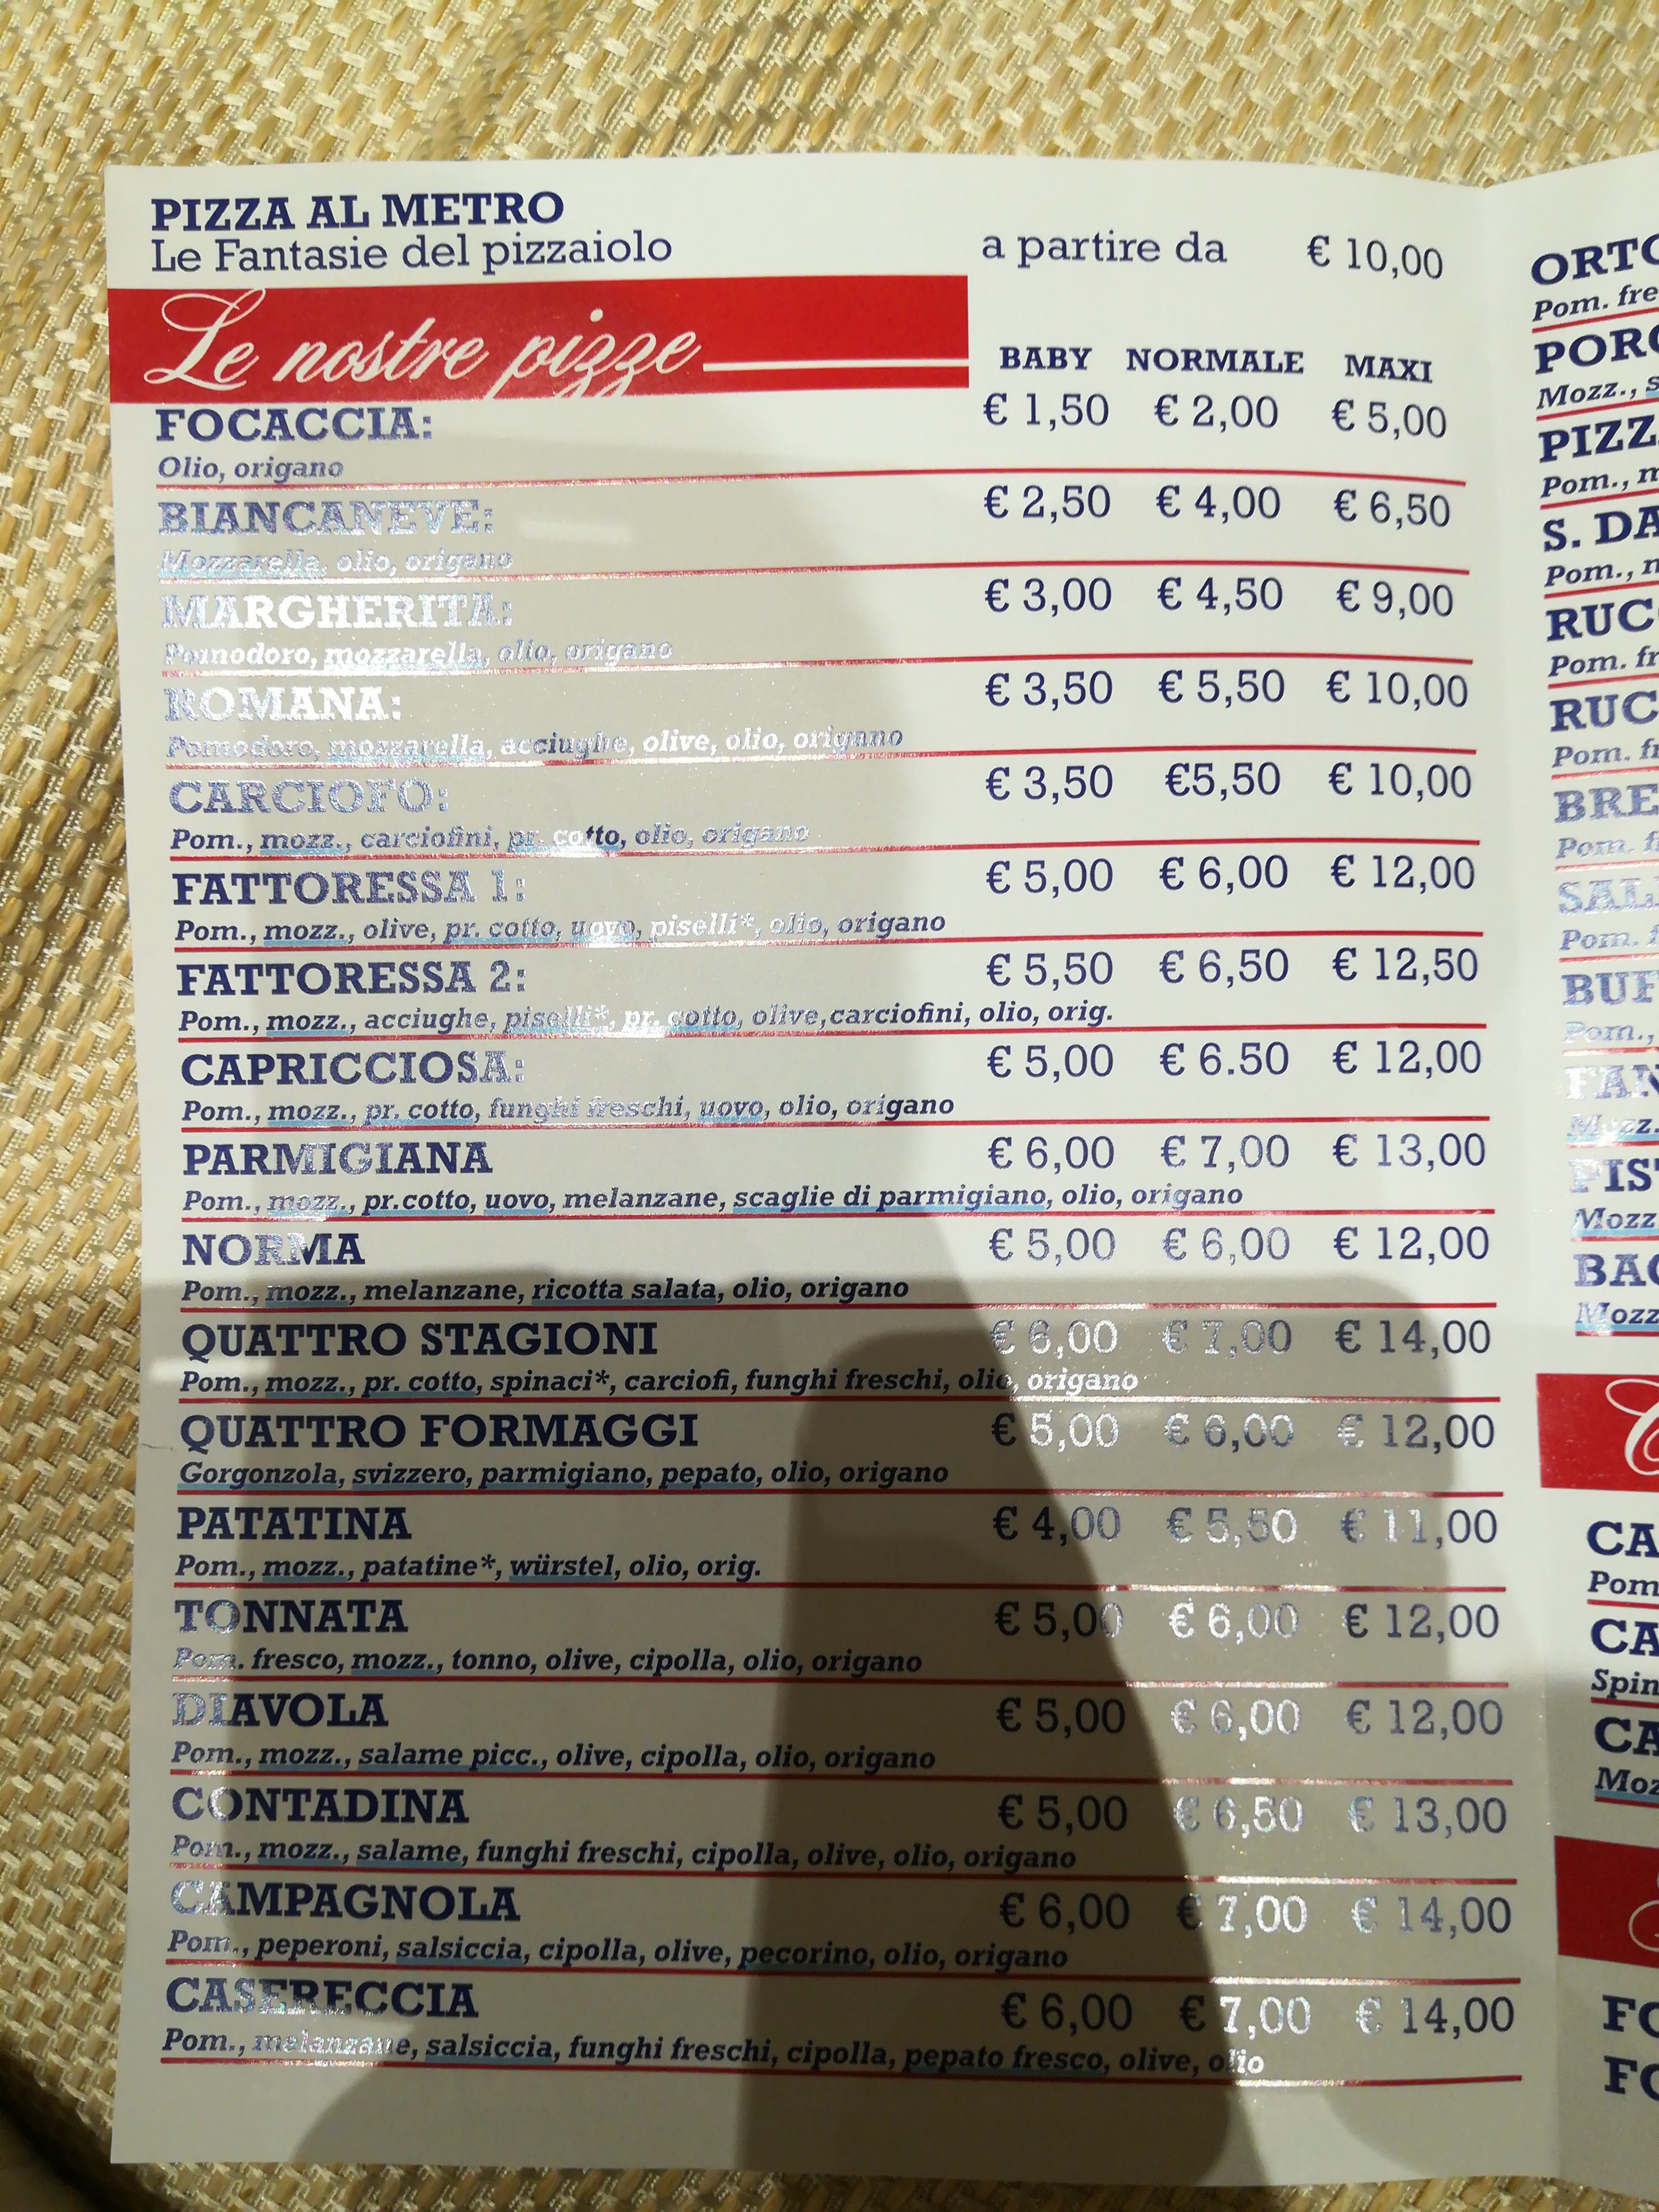 PIZZA AL METRO
Le Fantasie del pizzaiolo a partire da € 10,00
Le nostre pizze
BABY NORMALE MAXI
FOCACCIA: € 1,50 € 2,00 € 5,00
Olio, origano
BIANCANEVE: € 2,50 € 4,00 € 6,50
Mozzarella, olio, origano
MARGHERITA: € 3,00 € 4,50 € 9,00
Pomodoro, mozzarella, olio, origano
ROMANA: € 3,50 € 5,50 € 10,00
Pomodoro, mozzarella, acciughe, olive, olio, origano
CARCIOFO: € 3,50 €5,50 € 10,00
Pom., mozz., carciofini, pr. cotto, olio, origano
FATTORESSA 1: € 5,00 € 6,00 € 12,00
Pom., mozz., olive, pr. cotto, uovo, piselli*, olio, origano
FATTORESSA 2: € 5,50 € 6,50 € 12,50
Pom., mozz., acciughe, piselli*, pr. cotto, olive,carciofini, olio, orig.
CAPRICCIOSA: € 5,00 € 6.50 € 12,00
Pom., mozz., pr. cotto, funghi freschi, uovo, olio, origano
PARMIGIANA € 6,00 € 7,00 € 13,00
Pom., mozz., pr.cotto, uovo, melanzane, scaglie di parmigiano, olio, origano
NORMA € 5,00 € 6,00 € 12,00
Pom., mozz., melanzane, ricotta salata, olio, origano
QUATTRO STAGIONI € 6,00 € 7,00 € 14,00
Pom., mozz., pr. cotto, spinaci*, carciofi, funghi freschi, olio, origano
QUATTRO FORMAGGI € 5,00 € 6,00 € 12,00
Gorgonzola, svizzero, parmigiano, pepato, olio, origano
PATATINA € 4,00 € 5,50 € 11,00
Pom., mozz., patatine*, würstel, olio, orig.
TONNATA € 5,00 € 6,00 € 12,00
Pom. fresco, mozz., tonno, olive, cipolla, olio, origano
DIAVOLA € 5,00 € 6,00 € 12,00
Pom., mozz., salame picc., olive, cipolla, olio, origano
CONTADINA € 5,00 € 6,50 € 13,00
Pom., mozz., salame, funghi freschi, cipolla, olive, olio, origano
CAMPAGNOLA € 6,00 € 7,00 € 14,00
Pom., peperoni, salsiccia, cipolla, olive, pecorino, olio, origano
CASERECCIA € 6,00 € 7,00 € 14,00
Pom., melanzane, salsiccia, funghi freschi, cipolla, pepato fresco, olive, olio
Pom.
Mozz.,
Pom.,
S.
Pom.,
Pom.
Pom.
Pom.
Pom.
Pom.,
Mozz.